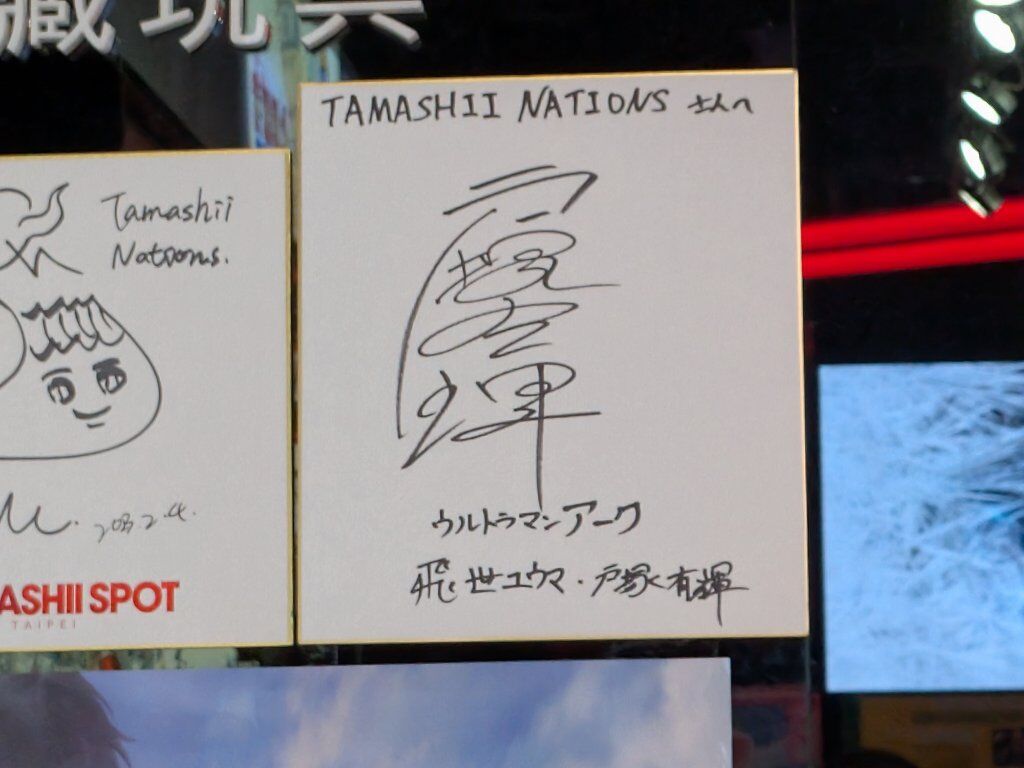 藏玩具
Tamashii
Nations.
ASHII SPOT
TAIPEI
TAMASHII NATIONS さんへ
戸塚有輝
ウルトラマンアーク
飛世ユウマ・戸塚有輝